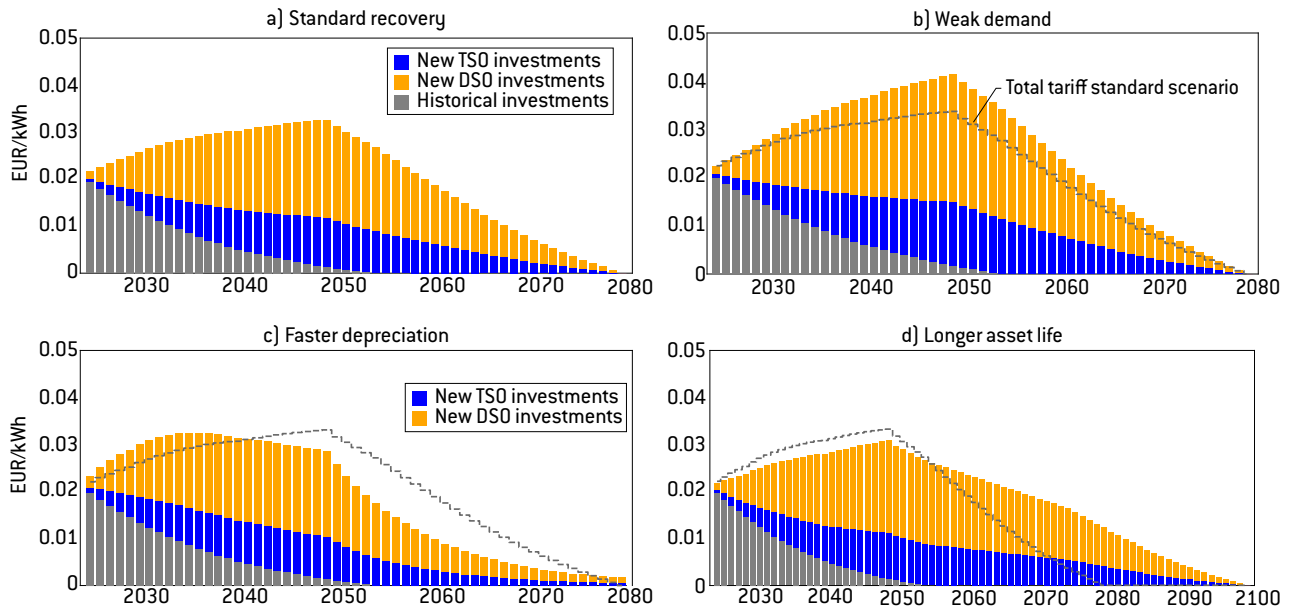 a) Standard recovery
0.05
0.04
0.03
0.02
0.01
0
EUR/kWh
New TSO investments
New DSO investments
Historical investments
2030 2040 2050 2060 2070 2080
b) Weak demand
0.05
0.04
0.03
0.02
0.01
0
Total tariff standard scenario
2030 2040 2050 2060 2070 2080
c) Faster depreciation
0.05
0.04
0.03
0.02
0.01
0
EUR/kWh
New TSO investments
New DSO investments
2030 2040 2050 2060 2070 2080
d) Longer asset life
0.05
0.04
0.03
0.02
0.01
0
2030 2040 2050 2060 2070 2080 2090 2100